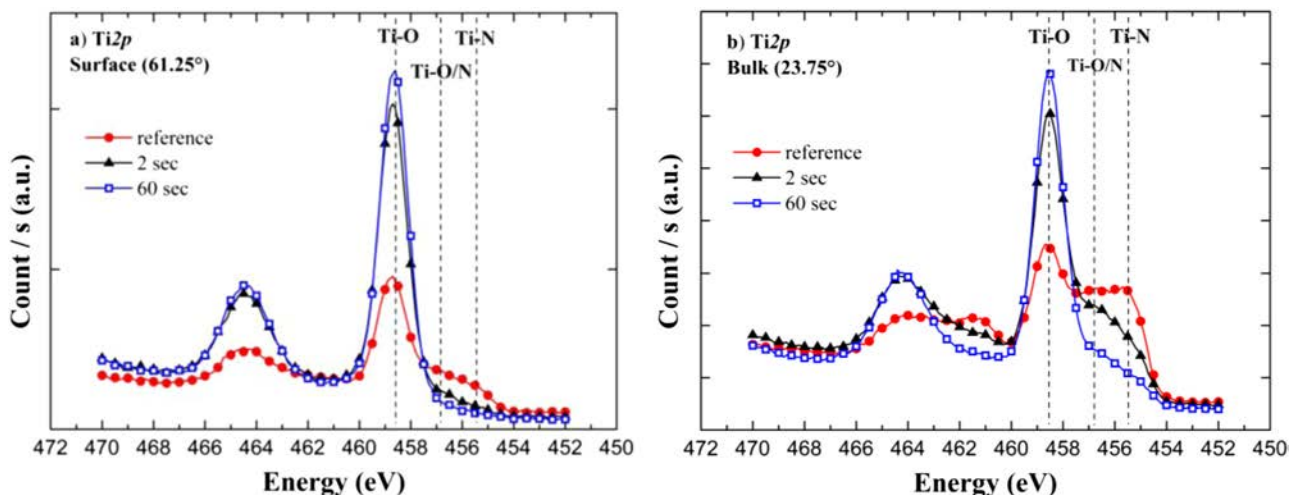 a) Ti2p
Surface (61.25°)
Ti-O
Ti-N
Ti-O/N
reference
2 sec
60 sec
Count / s (a.u.)
472 470 468 466 464 462 460 458 456 454 452 450
Energy (eV)
b) Ti2p
Bulk (23.75°)
Ti-O
Ti-N
Ti-O/N
reference
2 sec
60 sec
Count / s (a.u.)
472 470 468 466 464 462 460 458 456 454 452 450
Energy (eV)